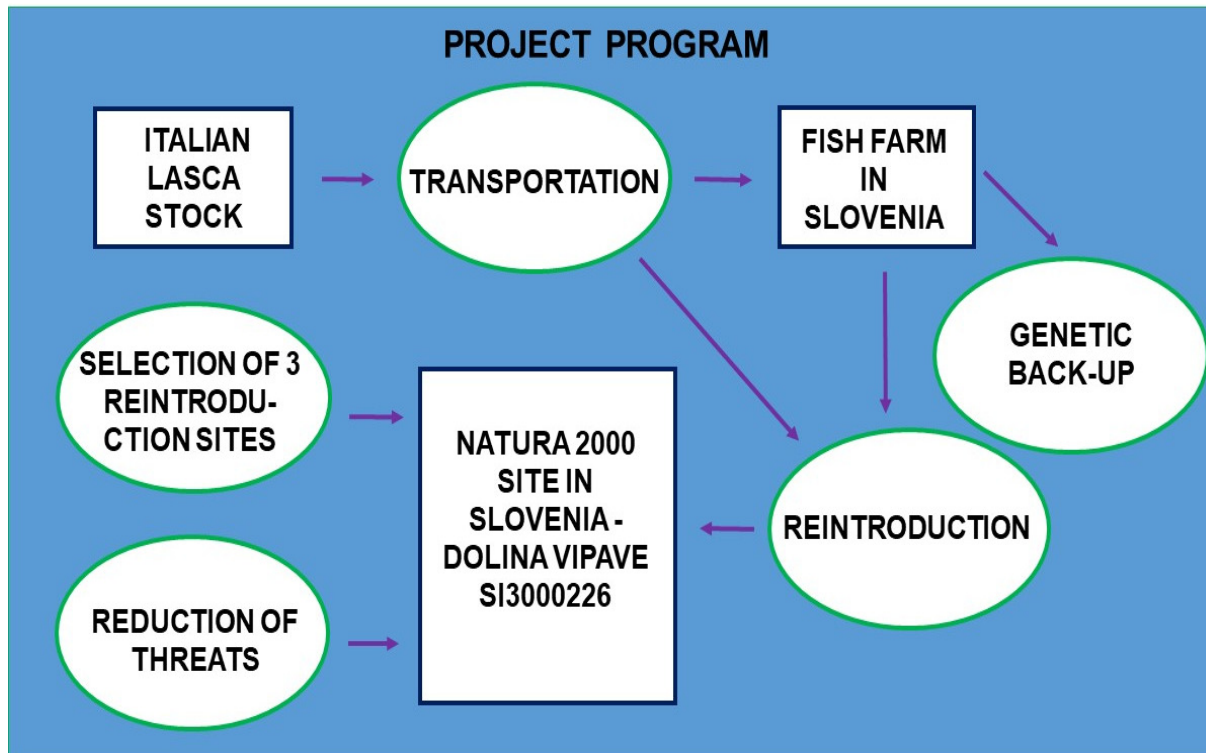 PROJECT PROGRAM
ITALIAN
LASCA
STOCK
TRANSPORTATION
FISH FARM
IN
SLOVENIA
GENETIC
BACK-UP
SELECTION OF 3
REINTRODU-
CTION SITES
NATURA 2000
SITE IN
SLOVENIA -
DOLINA VIPAVE
SI3000226
REINTRODUCTION
REDUCTION OF
THREATS